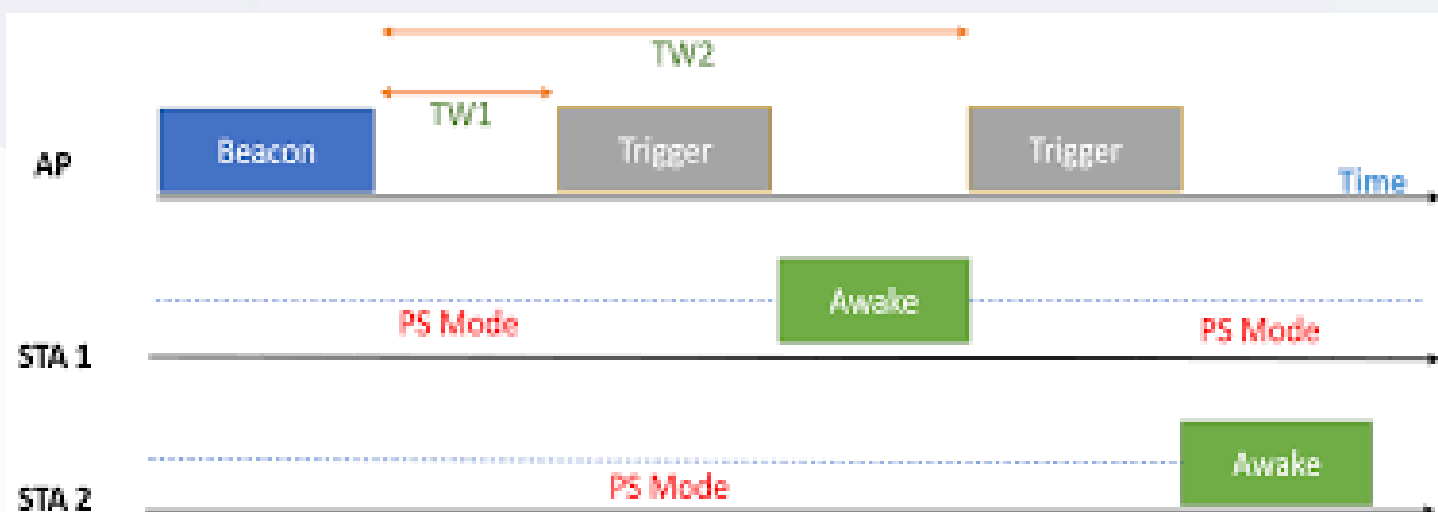 TW2
TW1
AP Beacon Trigger Trigger
Time
Awake
PS Mode PS Mode
STA 1
Awake
PS Mode
STA 2